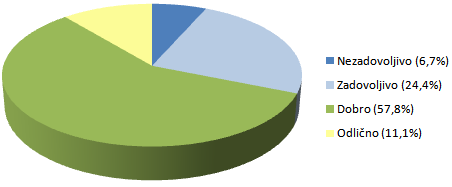 Nezadovoljivo (6,7%)
Zadovoljivo (24,4%)
Dobro (57,8%)
Odlično (11,1%)